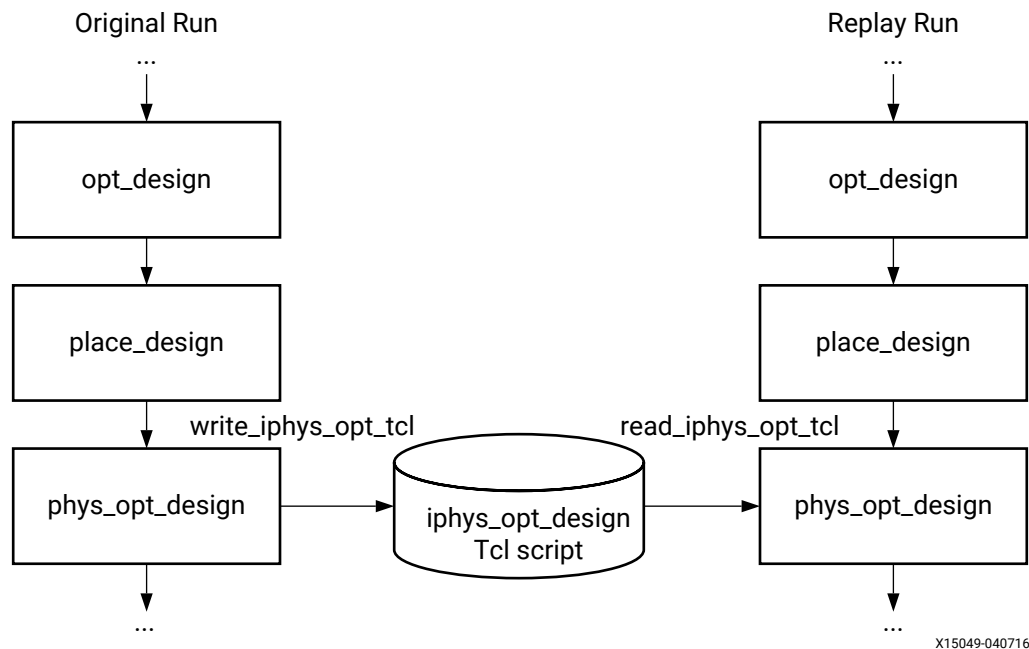 Original Run
...
opt_design
place_design
write_iphys_opt_tcl
phys_opt_design
...
iphys_opt_design
Tcl script
Replay Run
...
opt_design
place_design
read_iphys_opt_tcl
phys_opt_design
...
X15049-040716